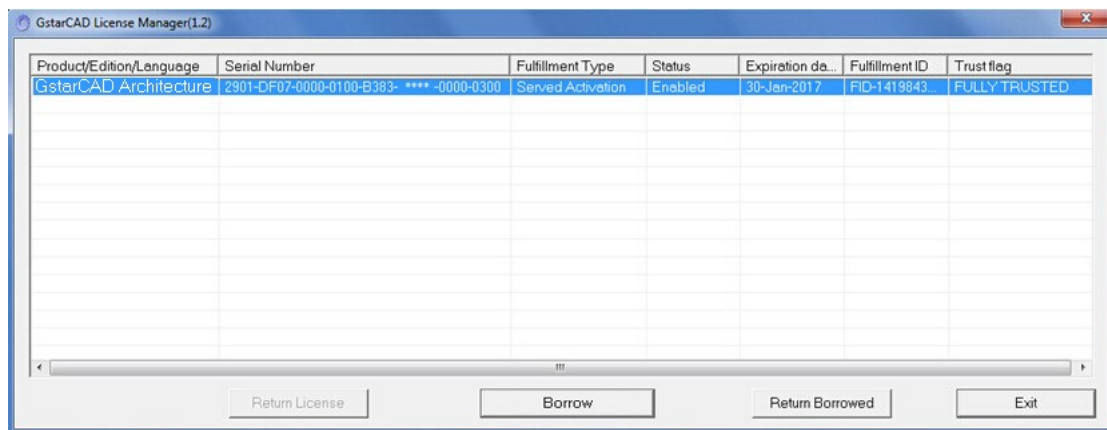 GstarCAD License Manager(1.2)
Product/Edition/Language Serial Number Fulfillment Type Status Expiration da... Fulfillment ID Trust flag
GstarCAD Architecture 2901-DF07-0000-0100-B383- **** -0000-0300 Served Activation Enabled 30-Jan-2017 FID-1419843... FULLY TRUSTED
Return License Borrow Return Borrowed Exit